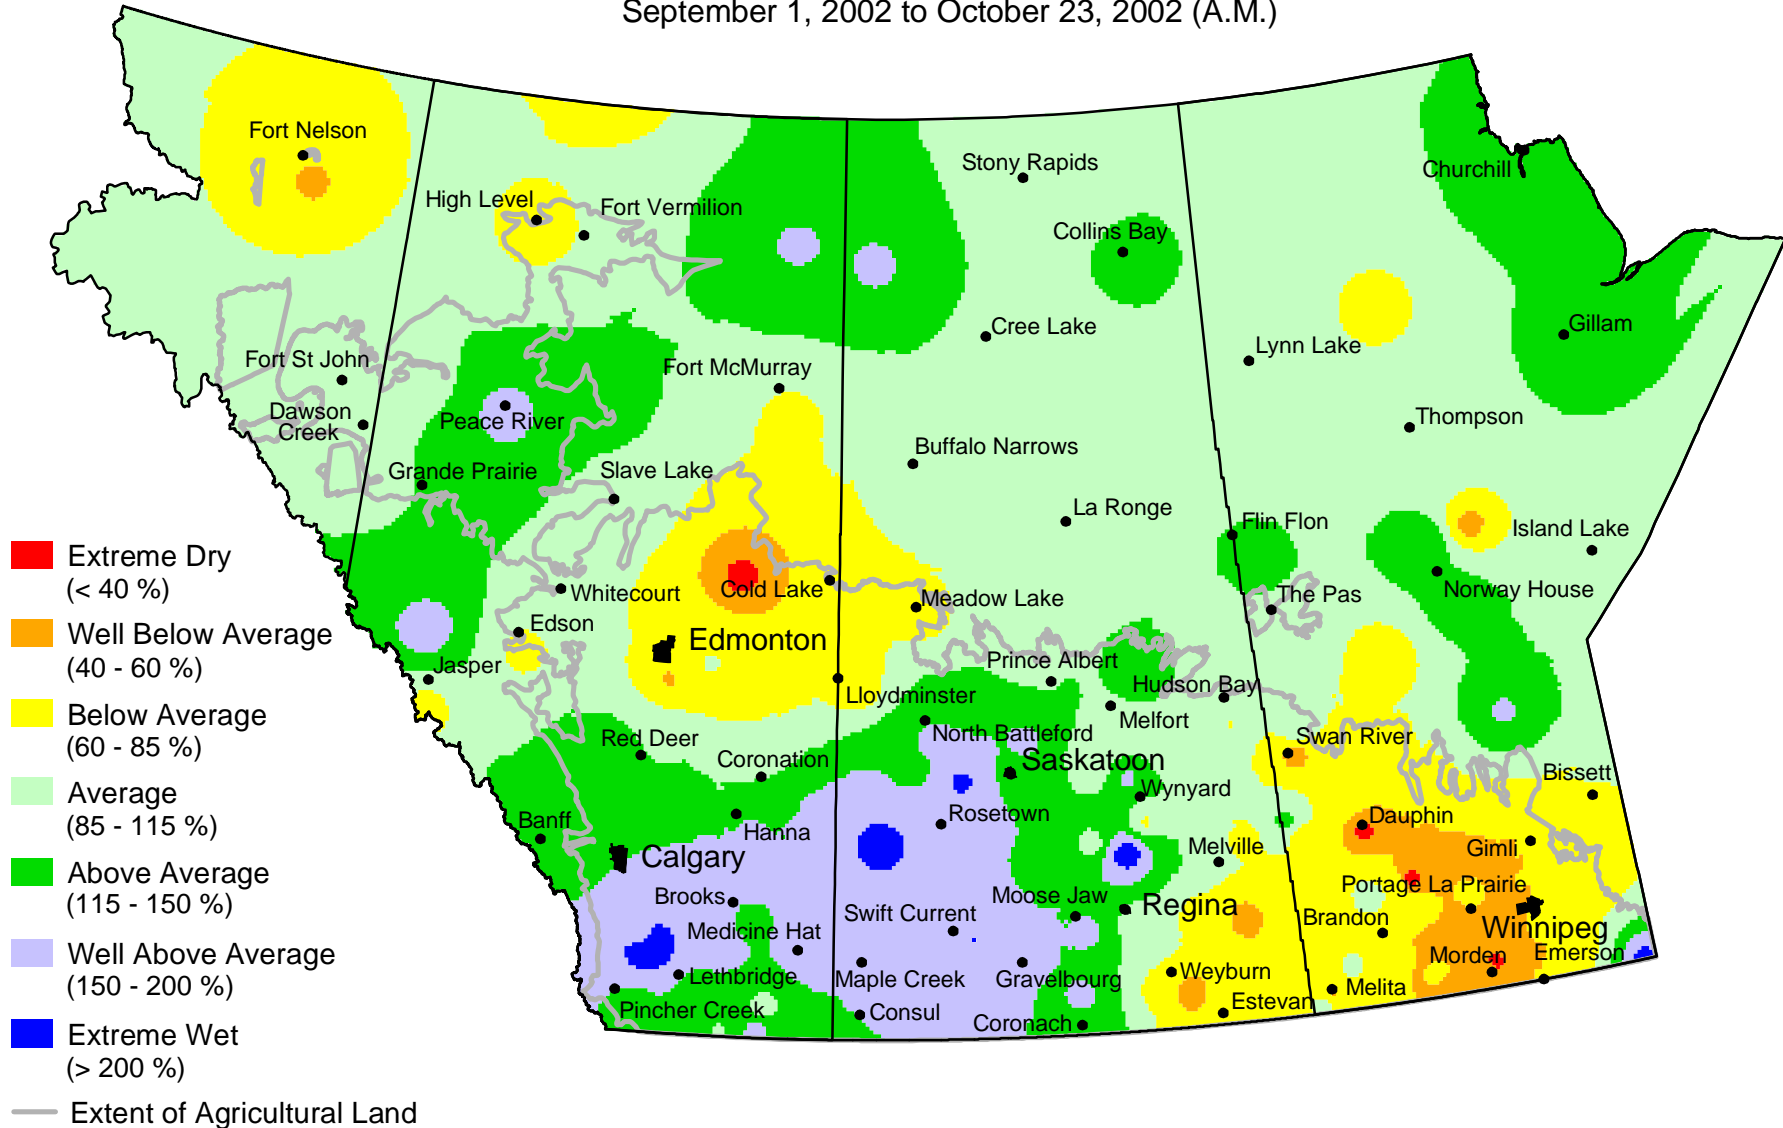 September 1, 2002 to October 23, 2002 (A.M.)
Fort Nelson
Stony Rapids
Churchill
High Level
Fort Vermilion
Collins Bay
Gillam
Cree Lake
Lynn Lake
Fort St John
Fort McMurray
Dawson
Creek
Peace River
Thompson
Buffalo Narrows
Grande Prairie
Slave Lake
La Ronge
Flin Flon
Island Lake
Cold Lake
Whitecourt
Meadow Lake
The Pas
Norway House
Edson
Edmonton
Jasper
Prince Albert
Hudson Bay
Lloydminster
Melfort
Red Deer
North Battleford
Swan River
Coronation
Saskatoon
Bissett
Wynyard
Banff
Hanna
Rosetown
Dauphin
Calgary
Melville
Gimli
Brooks
Moose Jaw
Regina
Portage La Prairie
Swift Current
Brandon
Winnipeg
Medicine Hat
Morden
Emerson
Lethbridge
Maple Creek
Gravelbourg
Weyburn
Melita
Pincher Creek
Consul
Coronach
Estevan
Extreme Dry
(< 40 %)
Well Below Average
(40 - 60 %)
Below Average
(60 - 85 %)
Average
(85 - 115 %)
Above Average
(115 - 150 %)
Well Above Average
(150 - 200 %)
Extreme Wet
(> 200 %)
Extent of Agricultural Land